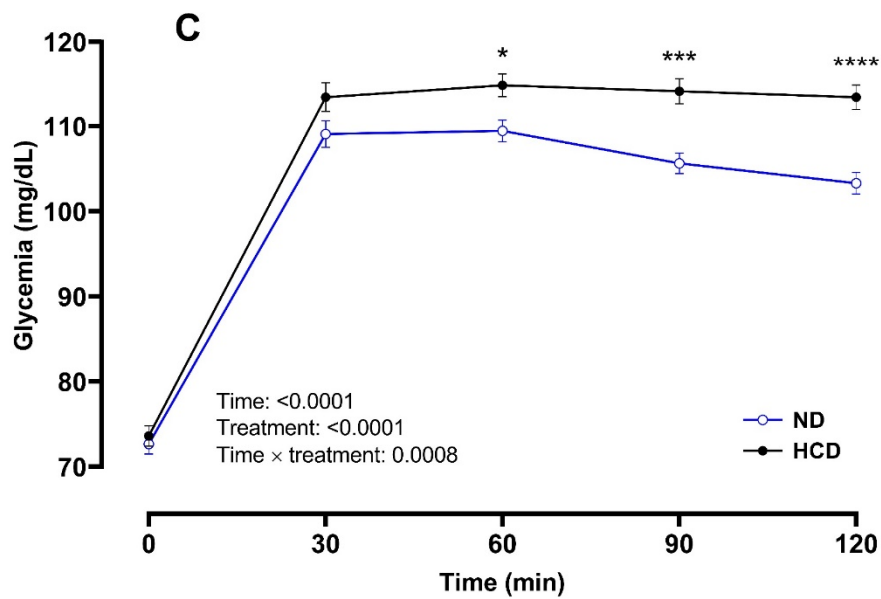 C
* *** ****
120
110
100
90
80
70
Glycemia (mg/dL)
Time: <0.0001
Treatment: <0.0001
Time × treatment: 0.0008
ND
HCD
0 30 60 90 120
Time (min)